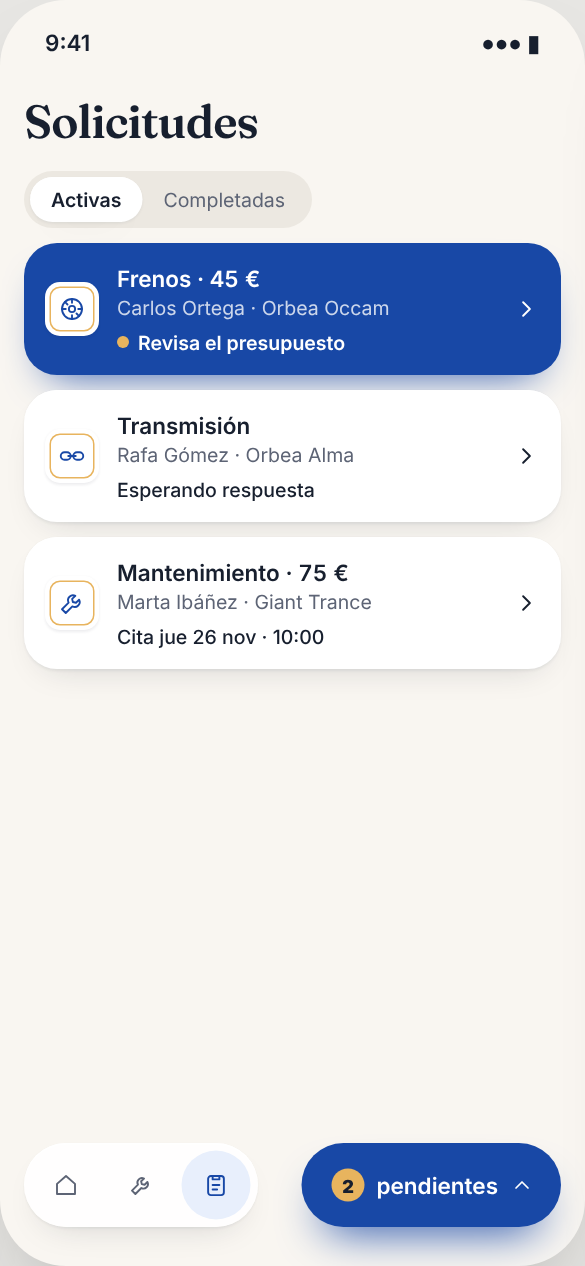 9:41
Solicitudes
Activas
Completadas
Frenos · 45 €
Carlos Ortega · Orbea Occam
Revisa el presupuesto
Transmisión
Rafa Gómez · Orbea Alma
Esperando respuesta
Mantenimiento · 75 €
Marta Ibáñez · Giant Trance
Cita jue 26 nov · 10:00
2 pendientes